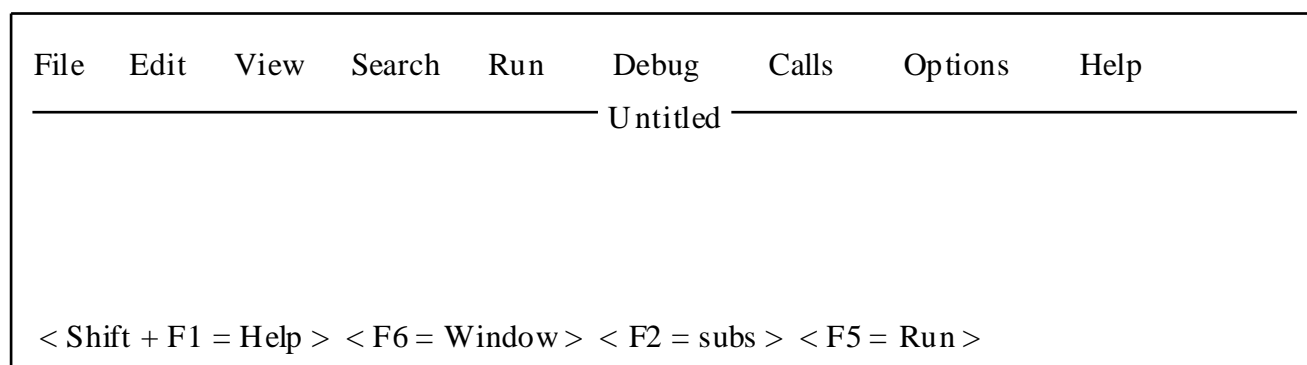 File Edit View Search Run Debug Calls Options Help
Untitled
< Shift + F1 = Help > < F6 = Window > < F2 = subs > < F5 = Run >